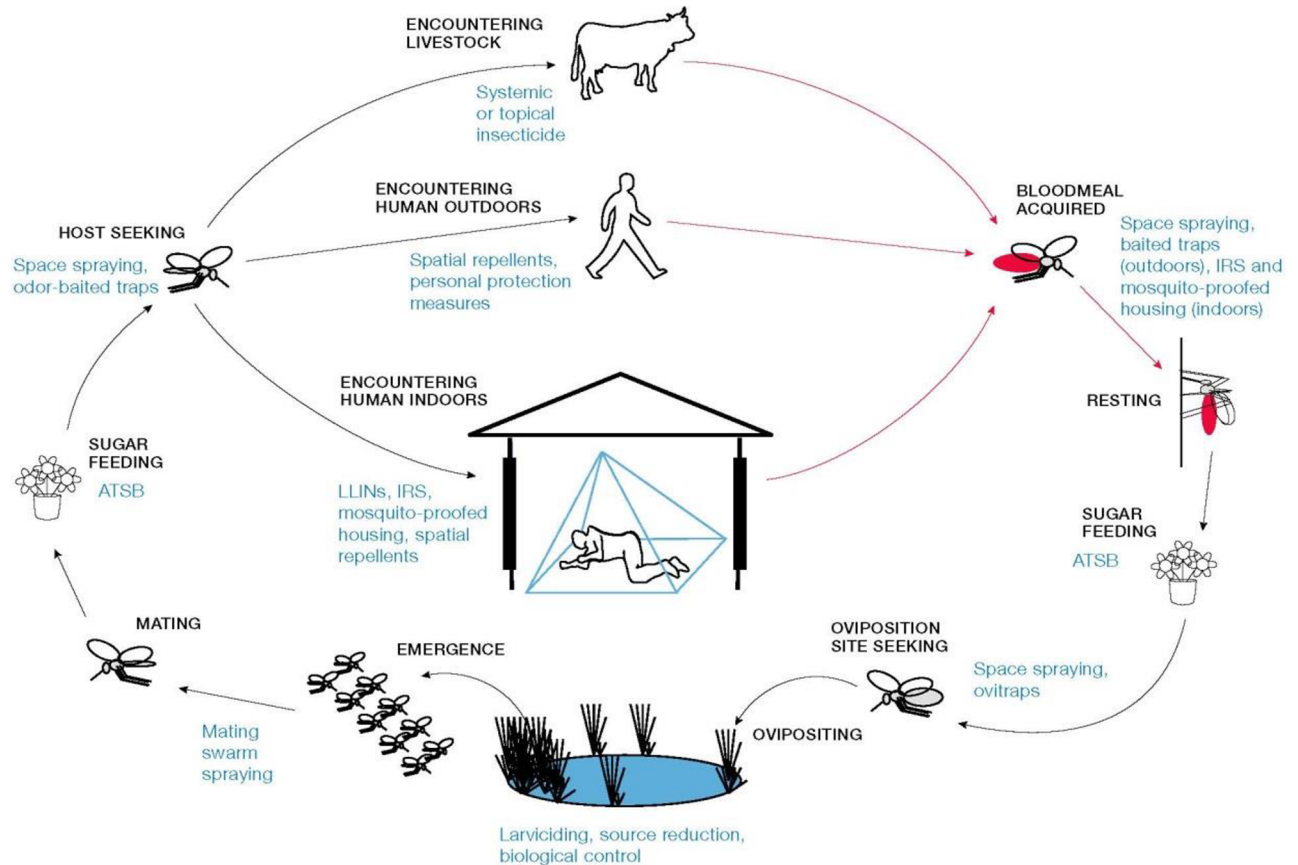 ENCOUNTERING
LIVESTOCK
Systemic
or topical
insecticide
ENCOUNTERING
HUMAN OUTDOORS
Spatial repellents,
personal protection
measures
HOST SEEKING
Space spraying,
odor-baited traps
BLOODMEAL
ACQUIRED
Space spraying,
baited traps
(outdoors), IRS and
mosquito-proofed
housing (indoors)
ENCOUNTERING
HUMAN INDOORS
LLINs, IRS,
mosquito-proofed
housing, spatial
repellents
RESTING
SUGAR
FEEDING
ATSB
SUGAR
FEEDING
ATSB
MATING
Mating
swarm
spraying
EMERGENCE
OVIPOSITION
SITE SEEKING
Space spraying,
ovitraps
OVIPOSITING
Larviciding, source reduction,
biological control